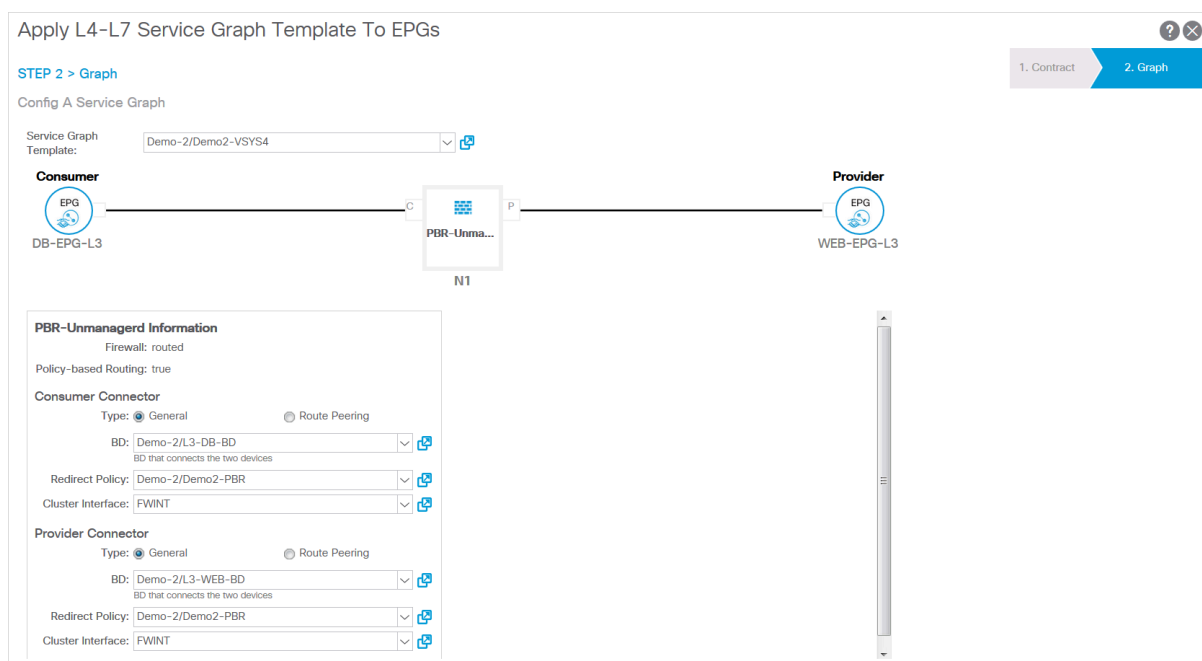 Apply L4-L7 Service Graph Template To EPGs
STEP 2 > Graph
1. Contract
2. Graph
Config A Service Graph
Service Graph Template:
Demo-2/Demo2-VSYS4
Consumer
Provider
EPG
C
P
EPG
PBR-Unma...
DB-EPG-L3
WEB-EPG-L3
N1
PBR-Unmanagerd Information
Firewall: routed
Policy-based Routing: true
Consumer Connector
Type: General Route Peering
BD: Demo-2/L3-DB-BD
BD that connects the two devices
Redirect Policy: Demo-2/Demo2-PBR
Cluster Interface: FWINT
Provider Connector
Type: General Route Peering
BD: Demo-2/L3-WEB-BD
BD that connects the two devices
Redirect Policy: Demo-2/Demo2-PBR
Cluster Interface: FWINT